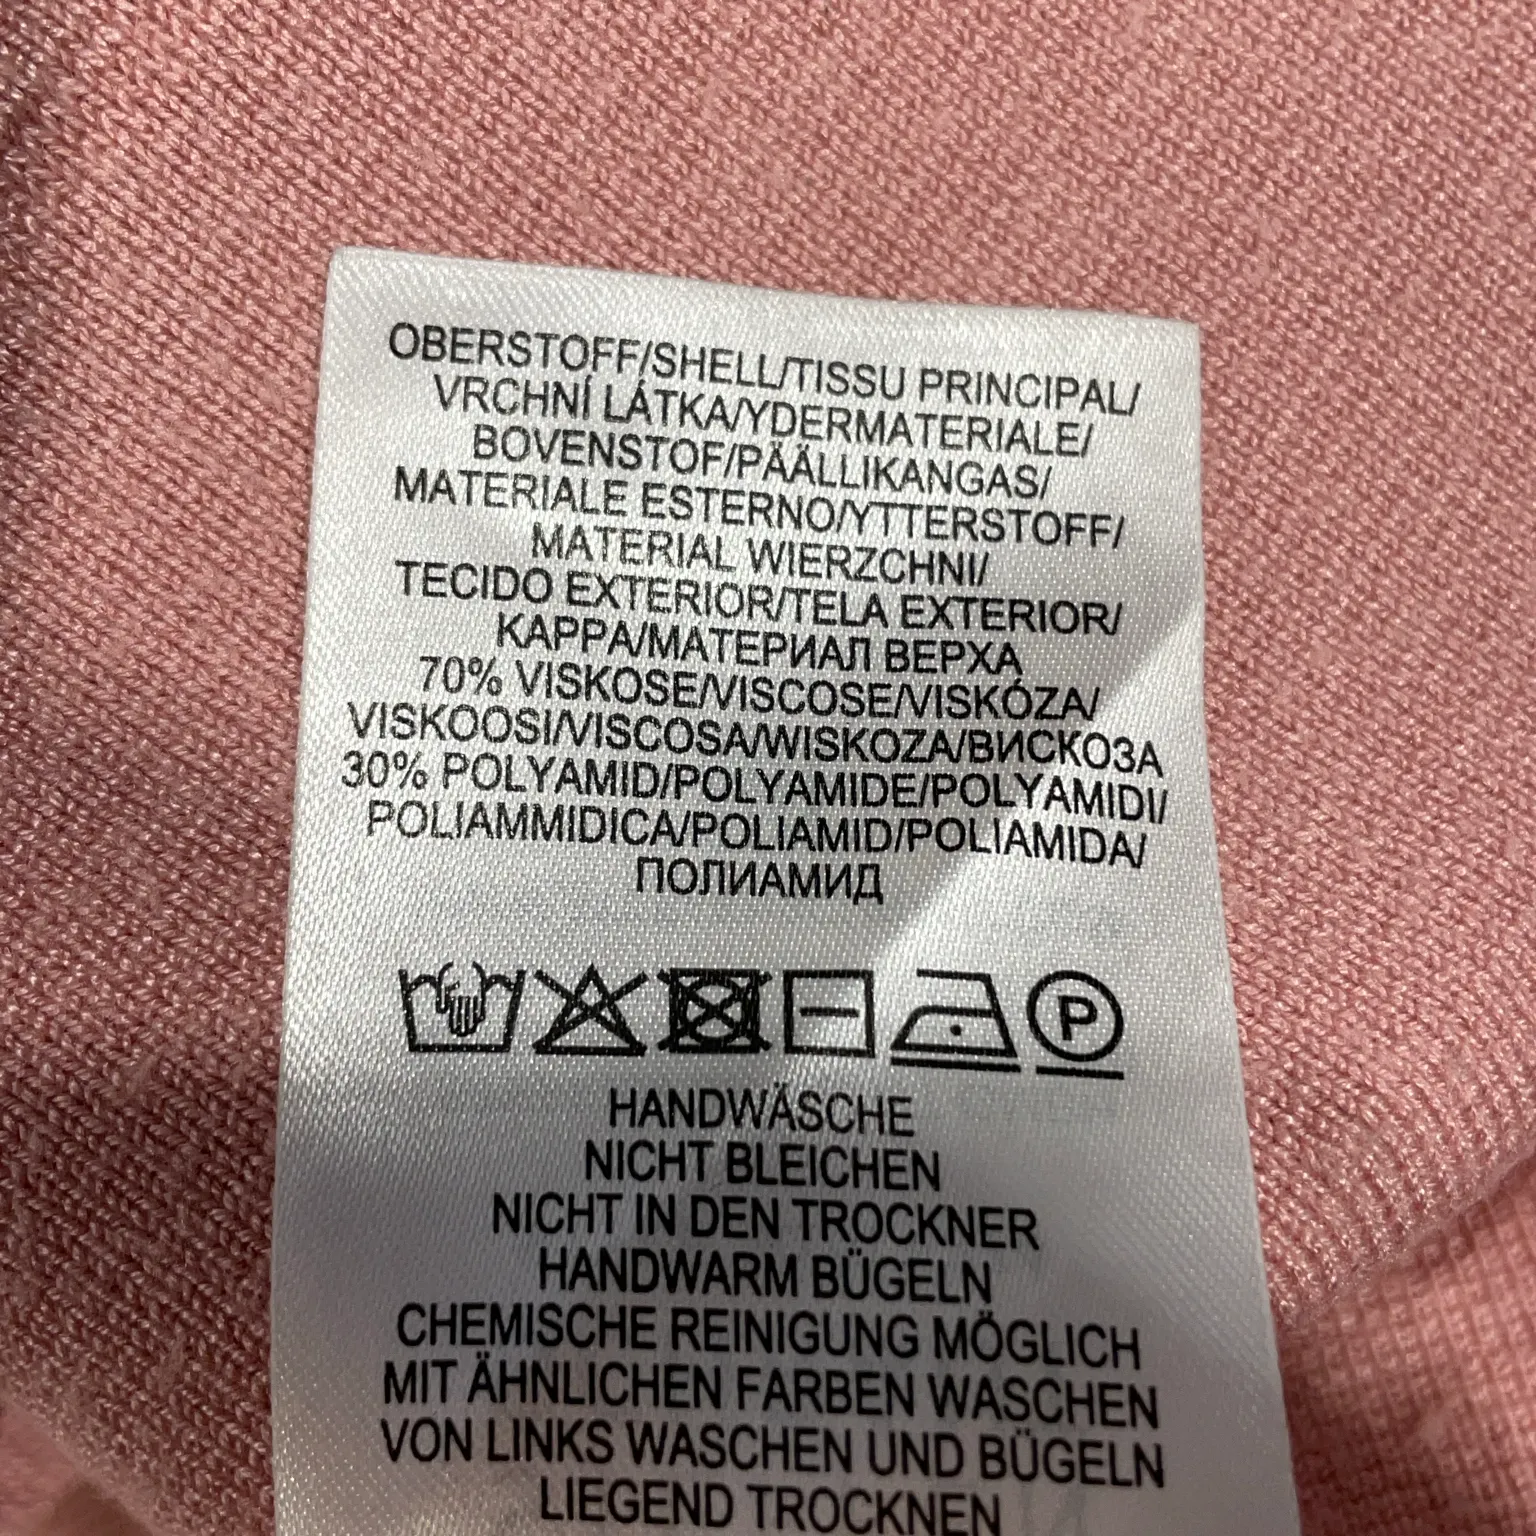 OBERSTOFF/SHELL/TISSU PRINCIPAL/
VRCHNÍ LÁTKA/YDERMATERIALE/
BOVENSTOF/PÄÄLLIKANGAS/
MATERIALE ESTERNO/YTTERSTOFF/
MATERIAL WIERZCHNI/
TECIDO EXTERIOR/TELA EXTERIOR/
KAPPA/МАТЕРИАЛ ВЕРХА
70% VISKOSE/VISCOSE/VISKÓZA/
VISKOOSI/VISCOSA/WISKOZA/ВИСКОЗА
30% POLYAMID/POLYAMIDE/POLYAMIDI/
POLIAMMIDICA/POLIAMID/POLIAMIDA/
ПОЛИАМИД
P
HANDWÄSCHE
NICHT BLEICHEN
NICHT IN DEN TROCKNER
HANDWARM BÜGELN
CHEMISCHE REINIGUNG MÖGLICH
MIT ÄHNLICHEN FARBEN WASCHEN
VON LINKS WASCHEN UND BÜGELN
LIEGEND TROCKNEN